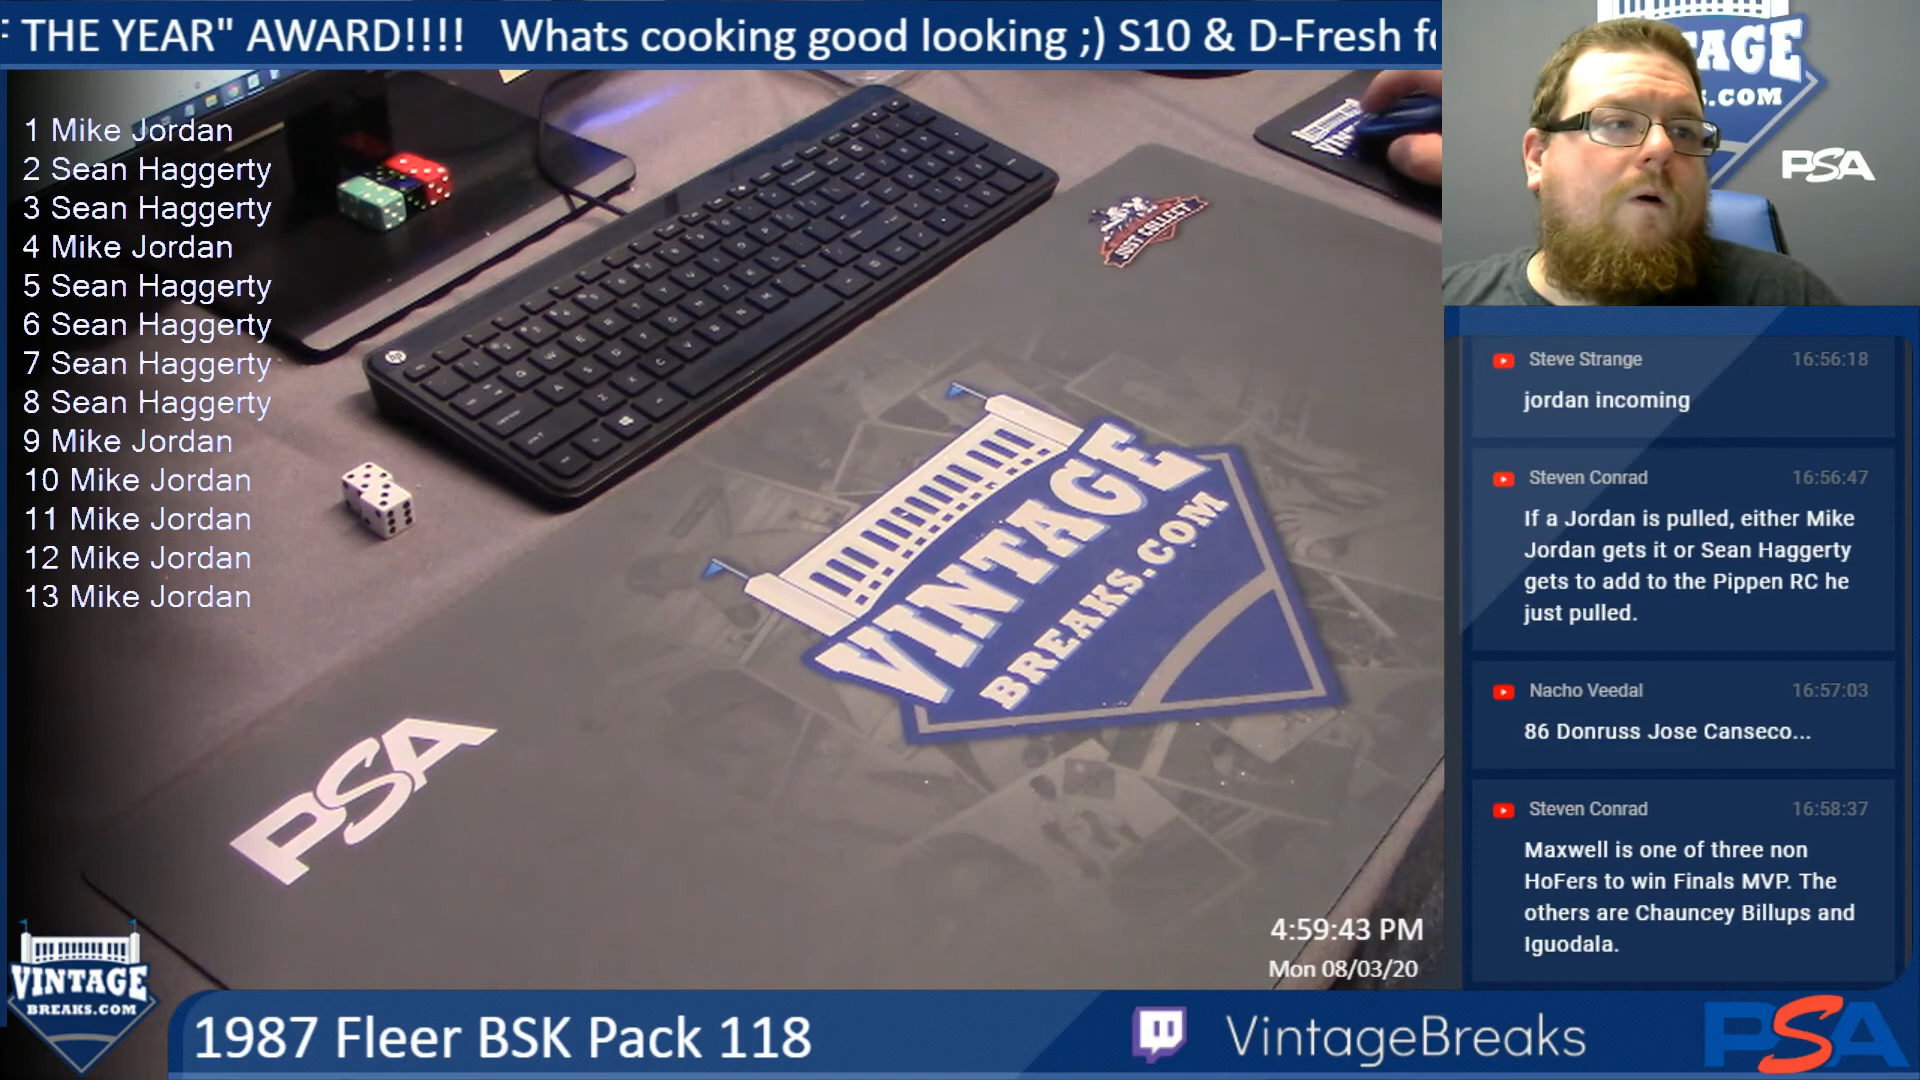 F THE YEAR" AWARD!!!! Whats cooking good looking ;) S10 & D-Fresh fo
1 Mike Jordan
2 Sean Haggerty
3 Sean Haggerty
4 Mike Jordan
5 Sean Haggerty
6 Sean Haggerty
7 Sean Haggerty
8 Sean Haggerty
9 Mike Jordan
10 Mike Jordan
11 Mike Jordan
12 Mike Jordan
13 Mike Jordan
JUST COLLECT
hp
VINTAGE
BREAKS.COM
PSA
4:59:43 PM
Mon 08/03/20
AGE
.COM
PSA
Steve Strange 16:56:18
jordan incoming
Steven Conrad 16:56:47
If a Jordan is pulled, either Mike
Jordan gets it or Sean Haggerty
gets to add to the Pippen RC he
just pulled.
Nacho Veedal 16:57:03
86 Donruss Jose Canseco...
Steven Conrad 16:58:37
Maxwell is one of three non
HoFers to win Finals MVP. The
others are Chauncey Billups and
Iguodala.
VINTAGE
BREAKS.COM
1987 Fleer BSK Pack 118
VintageBreaks
PSA